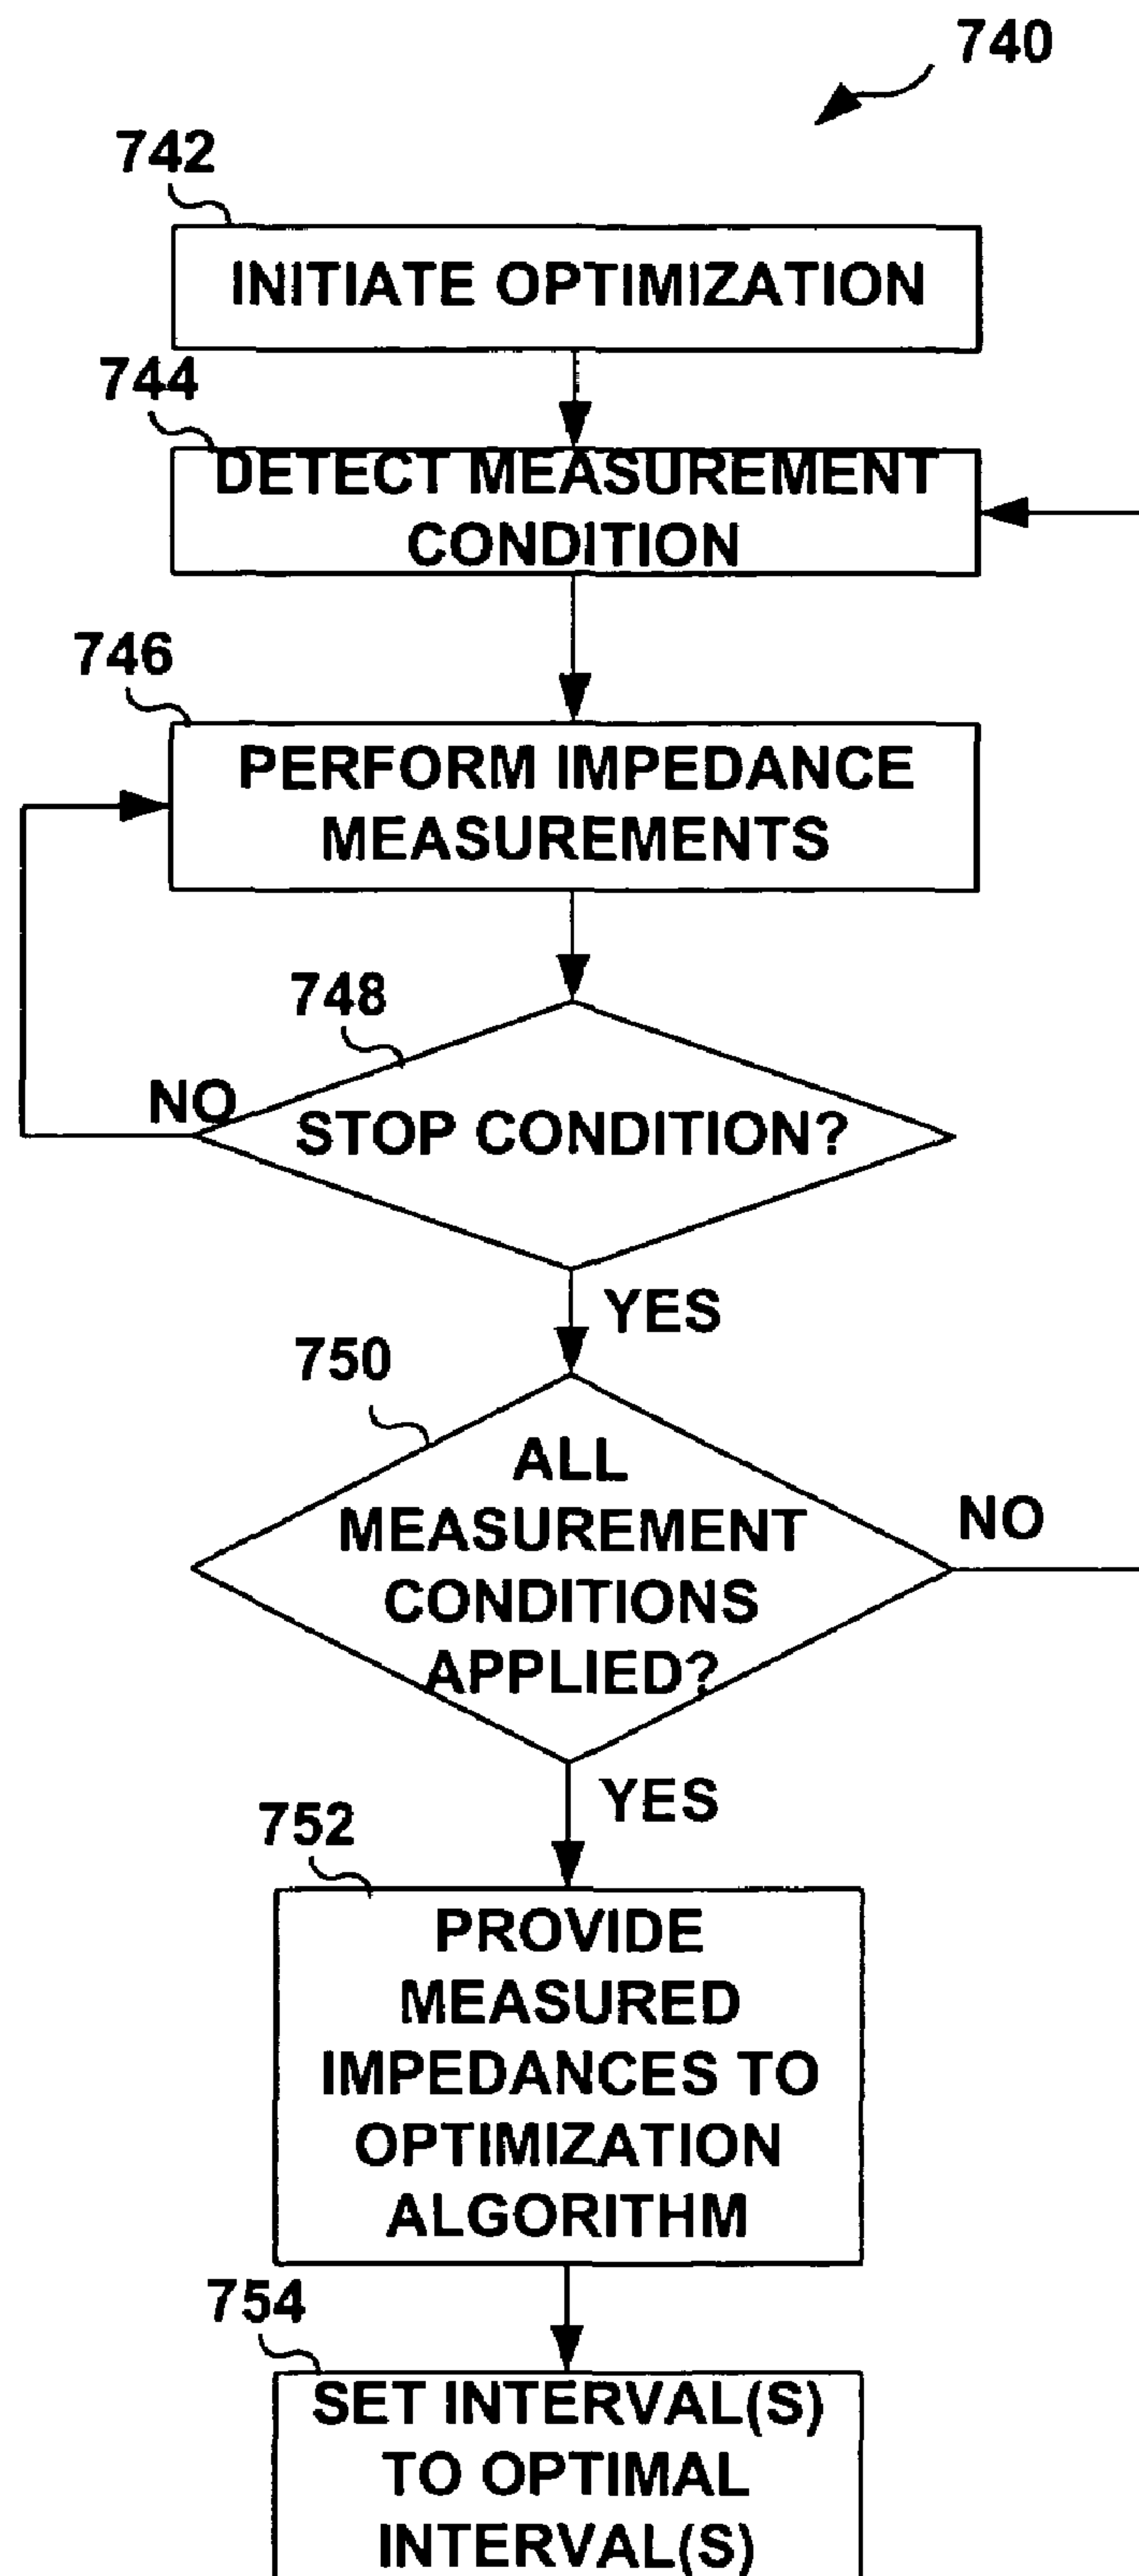 740
742
INITIATE OPTIMIZATION
744
DETECT MEASUREMENT
CONDITION
746
PERFORM IMPEDANCE
MEASUREMENTS
748
NO
STOP CONDITION?
YES
750
ALL
MEASUREMENT
CONDITIONS
APPLIED?
NO
YES
752
PROVIDE
MEASURED
IMPEDANCES TO
OPTIMIZATION
ALGORITHM
754
SET INTERVAL(S)
TO OPTIMAL
INTERVAL(S)